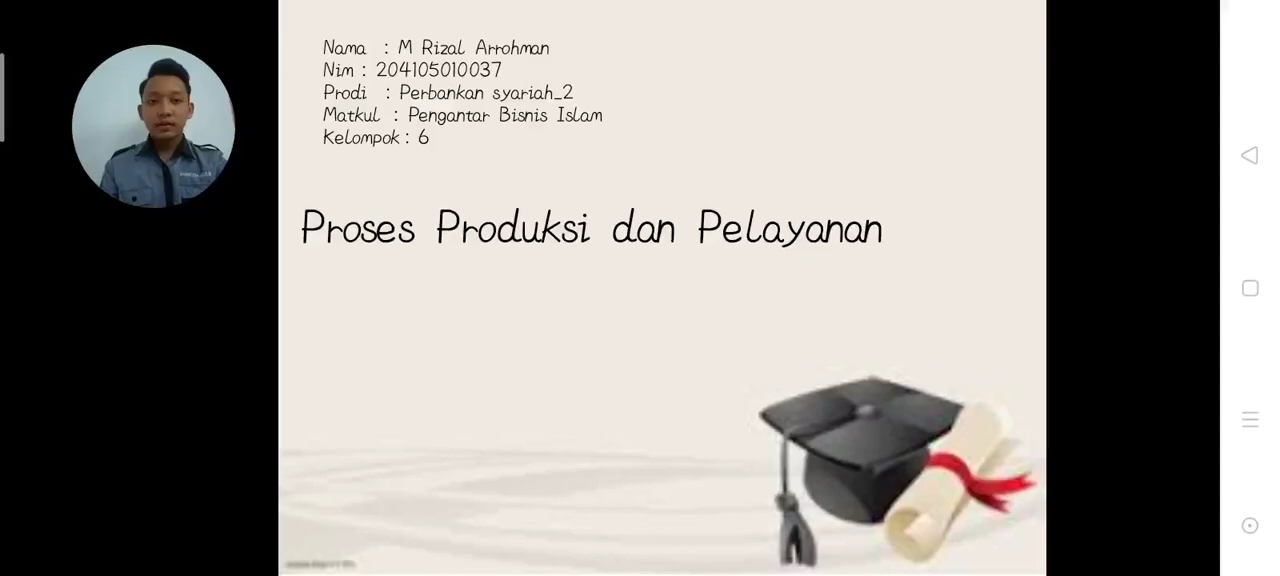 Nama : M Rizal Arrohman
Nim : 204105010037
Prodi : Perbankan syariah_2
Matkul : Pengantar Bisnis Islam
Kelompok : 6
Proses Produksi dan Pelayanan